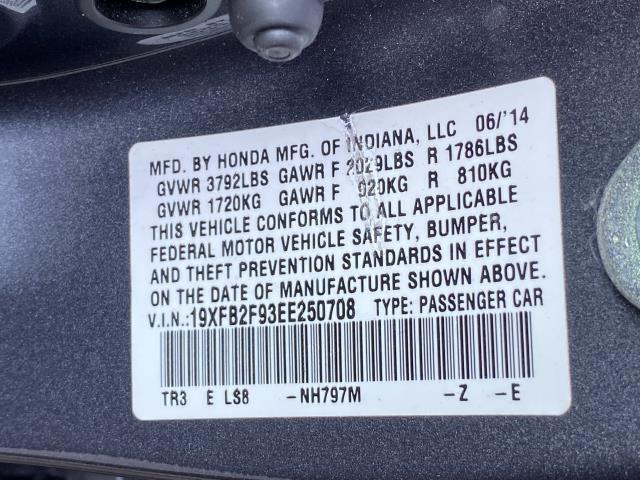 MFD. BY HONDA MFG. OF INDIANA, LLC 06/'14
GVWR 3792LBS GAWR F 2029LBS R 1786LBS
GVWR 1720KG GAWR F 920KG R 810KG
THIS VEHICLE CONFORMS TO ALL APPLICABLE
FEDERAL MOTOR VEHICLE SAFETY, BUMPER,
AND THEFT PREVENTION STANDARDS IN EFFECT
ON THE DATE OF MANUFACTURE SHOWN ABOVE.
V.I.N.:19XFB2F93EE250708 TYPE: PASSENGER CAR
TR3 E LS8 -NH797M -Z -E